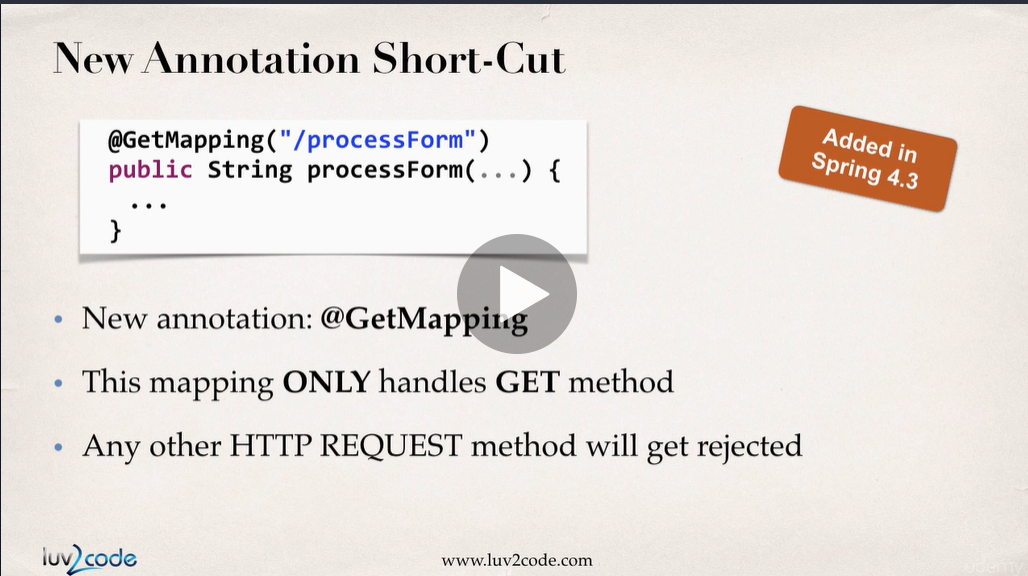 New Annotation Short-Cut
@GetMapping("/processForm")
public String processForm(...) {
...
}
Added in
Spring 4.3
• New annotation: @GetMapping
• This mapping ONLY handles GET method
• Any other HTTP REQUEST method will get rejected
luv2code
www.luv2code.com
udemy